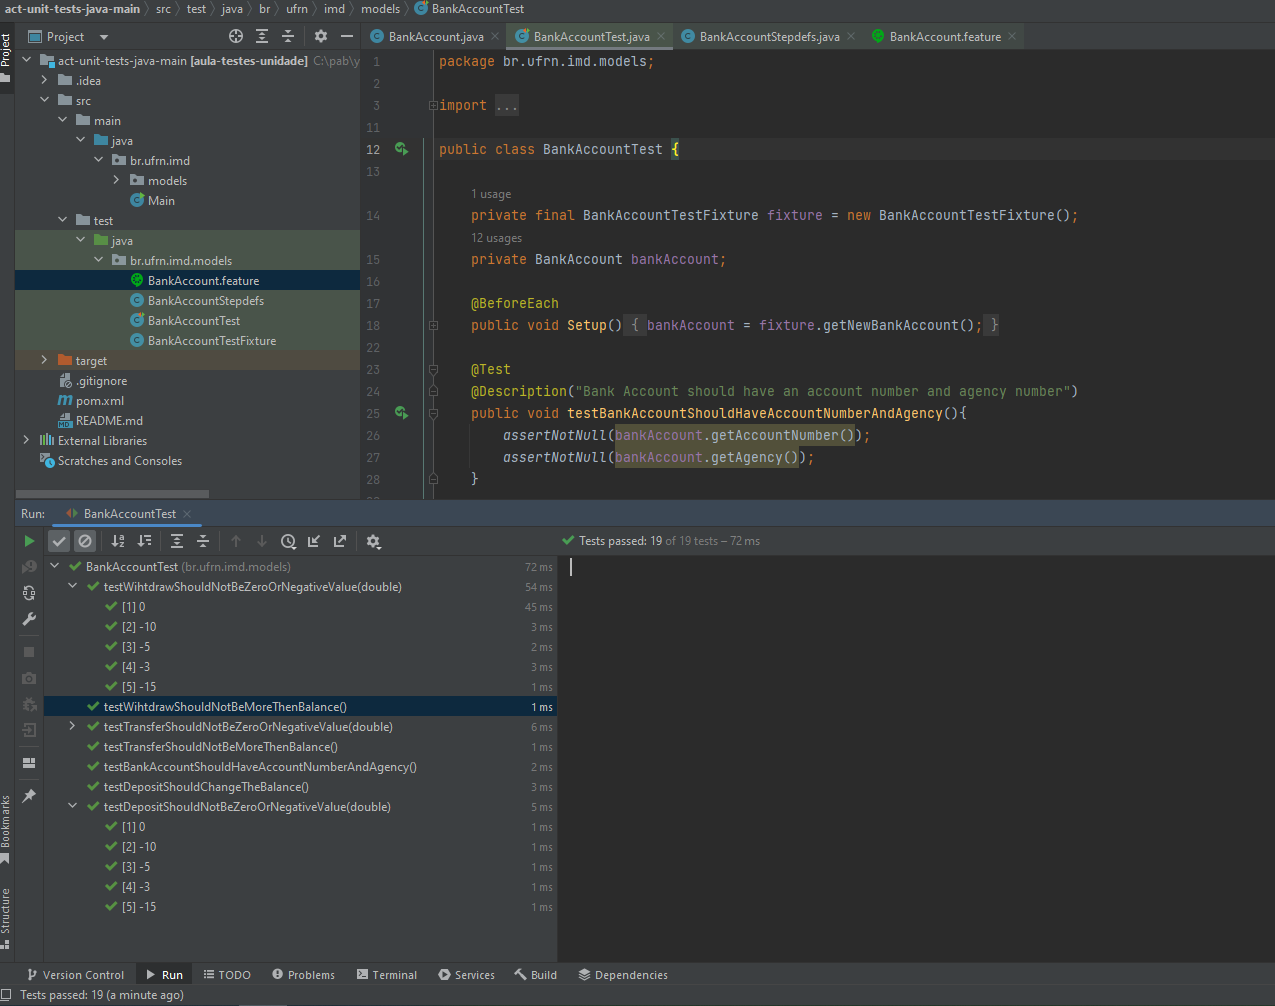 act-unit-tests-java-main > src > test > java > br > ufrn > imd > models > BankAccountTest
Project
Project
BankAccount.java
BankAccountTest.java
BankAccountStepdefs.java
BankAccount.feature
act-unit-tests-java-main [aula-testes-unidade] C:\pab\y
.idea
src
main
java
br.ufrn.imd
models
Main
test
java
br.ufrn.imd.models
BankAccount.feature
BankAccountStepdefs
BankAccountTest
BankAccountTestFixture
target
.gitignore
pom.xml
README.md
External Libraries
Scratches and Consoles
1 package br.ufrn.imd.models;
2
3 import ...
11
12 public class BankAccountTest {
13
1 usage
14 private final BankAccountTestFixture fixture = new BankAccountTestFixture();
12 usages
15 private BankAccount bankAccount;
16
17 @BeforeEach
18 public void Setup() { bankAccount = fixture.getNewBankAccount(); }
22
23 @Test
24 @Description("Bank Account should have an account number and agency number")
25 public void testBankAccountShouldHaveAccountNumberAndAgency(){
26 assertNotNull(bankAccount.getAccountNumber());
27 assertNotNull(bankAccount.getAgency());
28 }
Run: BankAccountTest
Tests passed: 19 of 19 tests – 72 ms
BankAccountTest (br.ufrn.imd.models) 72 ms
testWihtdrawShouldNotBeZeroOrNegativeValue(double) 54 ms
[1] 0 45 ms
[2] -10 3 ms
[3] -5 2 ms
[4] -3 3 ms
[5] -15 1 ms
testWihtdrawShouldNotBeMoreThenBalance() 1 ms
testTransferShouldNotBeZeroOrNegativeValue(double) 6 ms
testTransferShouldNotBeMoreThenBalance() 1 ms
testBankAccountShouldHaveAccountNumberAndAgency() 2 ms
testDepositShouldChangeTheBalance() 3 ms
testDepositShouldNotBeZeroOrNegativeValue(double) 5 ms
[1] 0 1 ms
[2] -10 1 ms
[3] -5 1 ms
[4] -3 1 ms
[5] -15 1 ms
Bookmarks
Structure
Version Control
Run
TODO
Problems
Terminal
Services
Build
Dependencies
Tests passed: 19 (a minute ago)